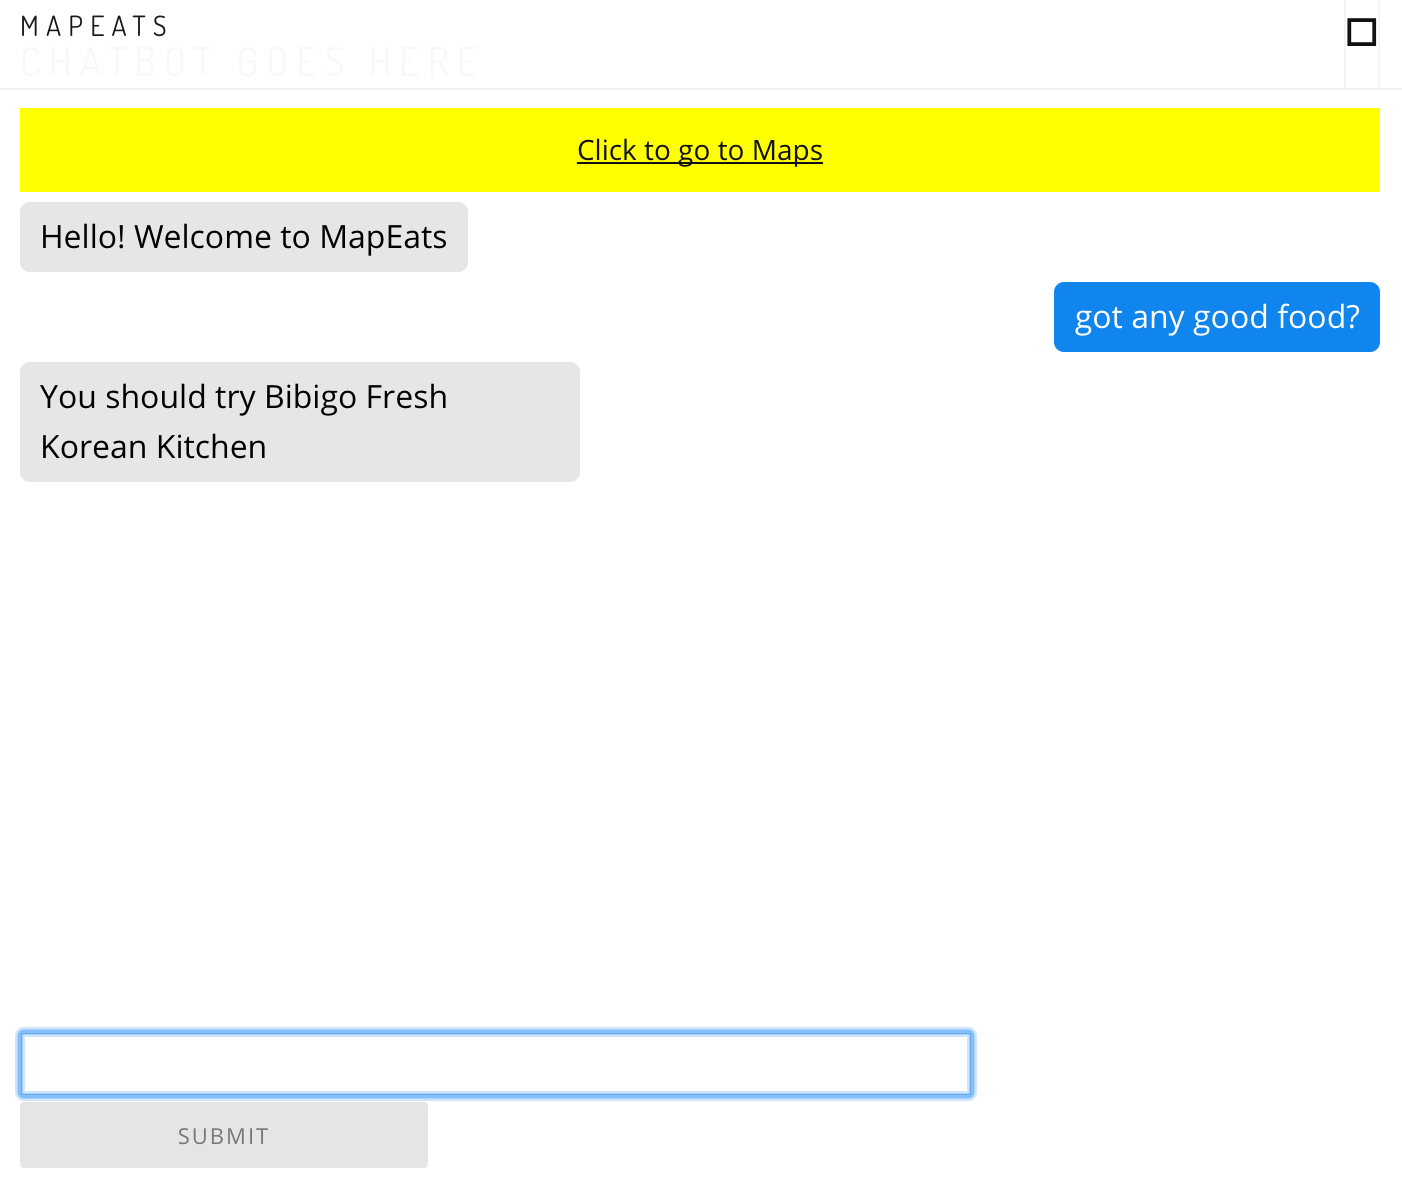 MAPEATS
CHATBOT GOES HERE
Click to go to Maps
Hello! Welcome to MapEats
got any good food?
You should try Bibigo Fresh
Korean Kitchen
SUBMIT